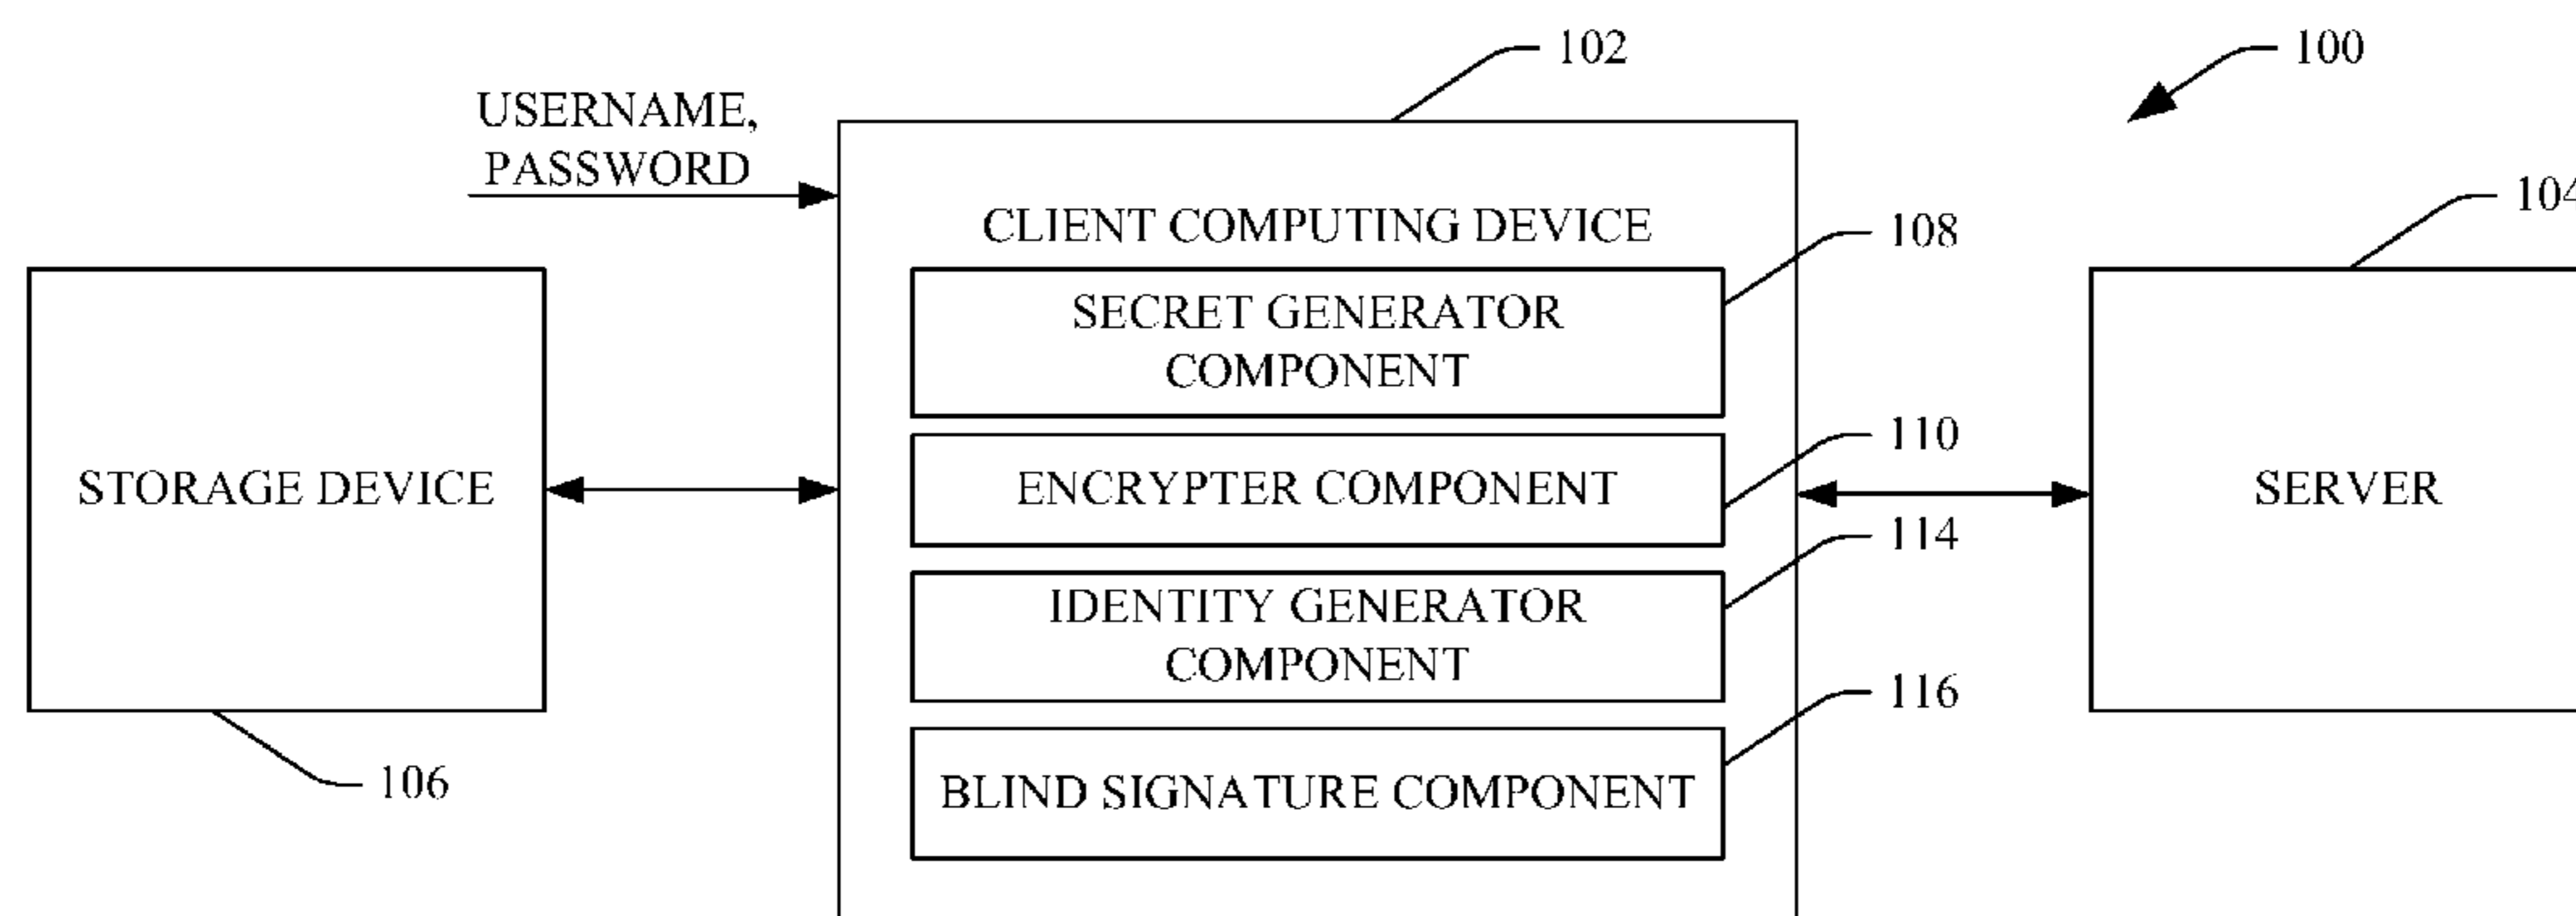 102
100
USERNAME,
PASSWORD
104
CLIENT COMPUTING DEVICE
108
SECRET GENERATOR
COMPONENT
110
STORAGE DEVICE
ENCRYPTER COMPONENT
SERVER
114
IDENTITY GENERATOR
COMPONENT
116
106
BLIND SIGNATURE COMPONENT